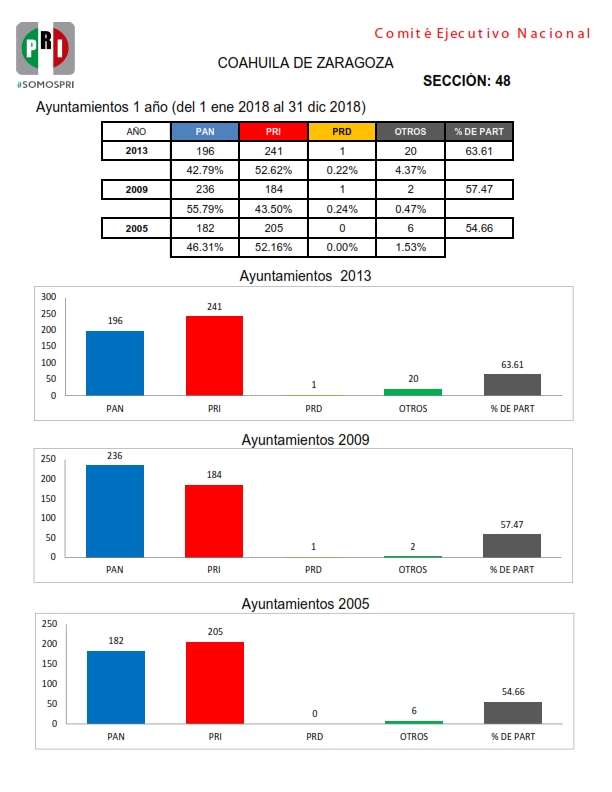 Comité Ejecutivo Nacional
PRI
#SOMOSPRI
COAHUILA DE ZARAGOZA
SECCIÓN: 48
Ayuntamientos 1 año (del 1 ene 2018 al 31 dic 2018)
AÑO PAN PRI PRD OTROS % DE PART
2013 196 241 1 20 63.61
42.79% 52.62% 0.22% 4.37%
2009 236 184 1 2 57.47
55.79% 43.50% 0.24% 0.47%
2005 182 205 0 6 54.66
46.31% 52.16% 0.00% 1.53%
Ayuntamientos 2013
300
250
200
150
100
50
0
196 241 1 20 63.61
PAN PRI PRD OTROS % DE PART
Ayuntamientos 2009
250
200
150
100
50
0
236 184 1 2 57.47
PAN PRI PRD OTROS % DE PART
Ayuntamientos 2005
250
200
150
100
50
0
182 205 0 6 54.66
PAN PRI PRD OTROS % DE PART